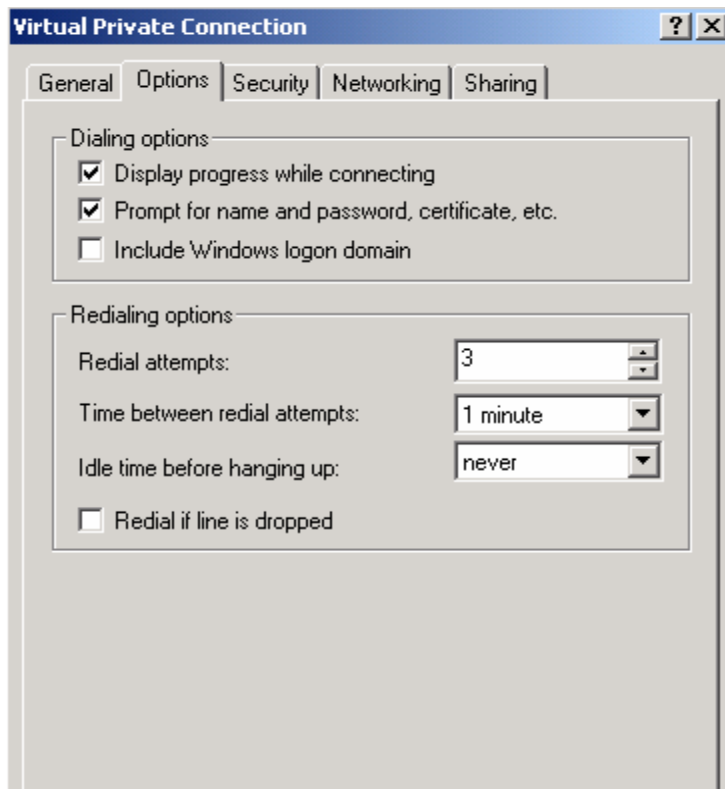 Virtual Private Connection
General Options Security Networking Sharing
Dialing options
Display progress while connecting
Prompt for name and password, certificate, etc.
Include Windows logon domain
Redialing options
Redial attempts: 3
Time between redial attempts: 1 minute
Idle time before hanging up: never
Redial if line is dropped